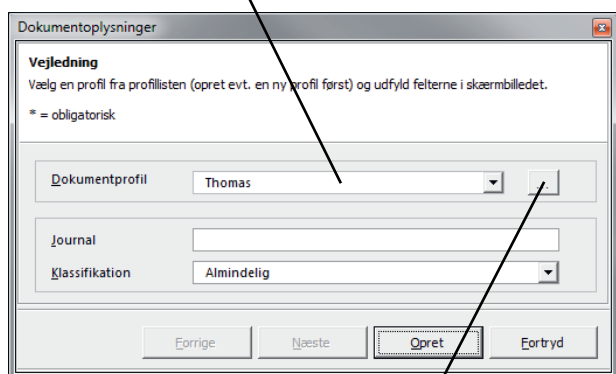 Dokumentoplysninger
Vejledning
Vælg en profil fra profillisten (opret evt. en ny profil først) og udfyld felterne i skærmbilledet.
* = obligatorisk
Dokumentprofil Thomas ...
Journal
Klassifikation Almindelig
Forrige Næste Opret Fortryd